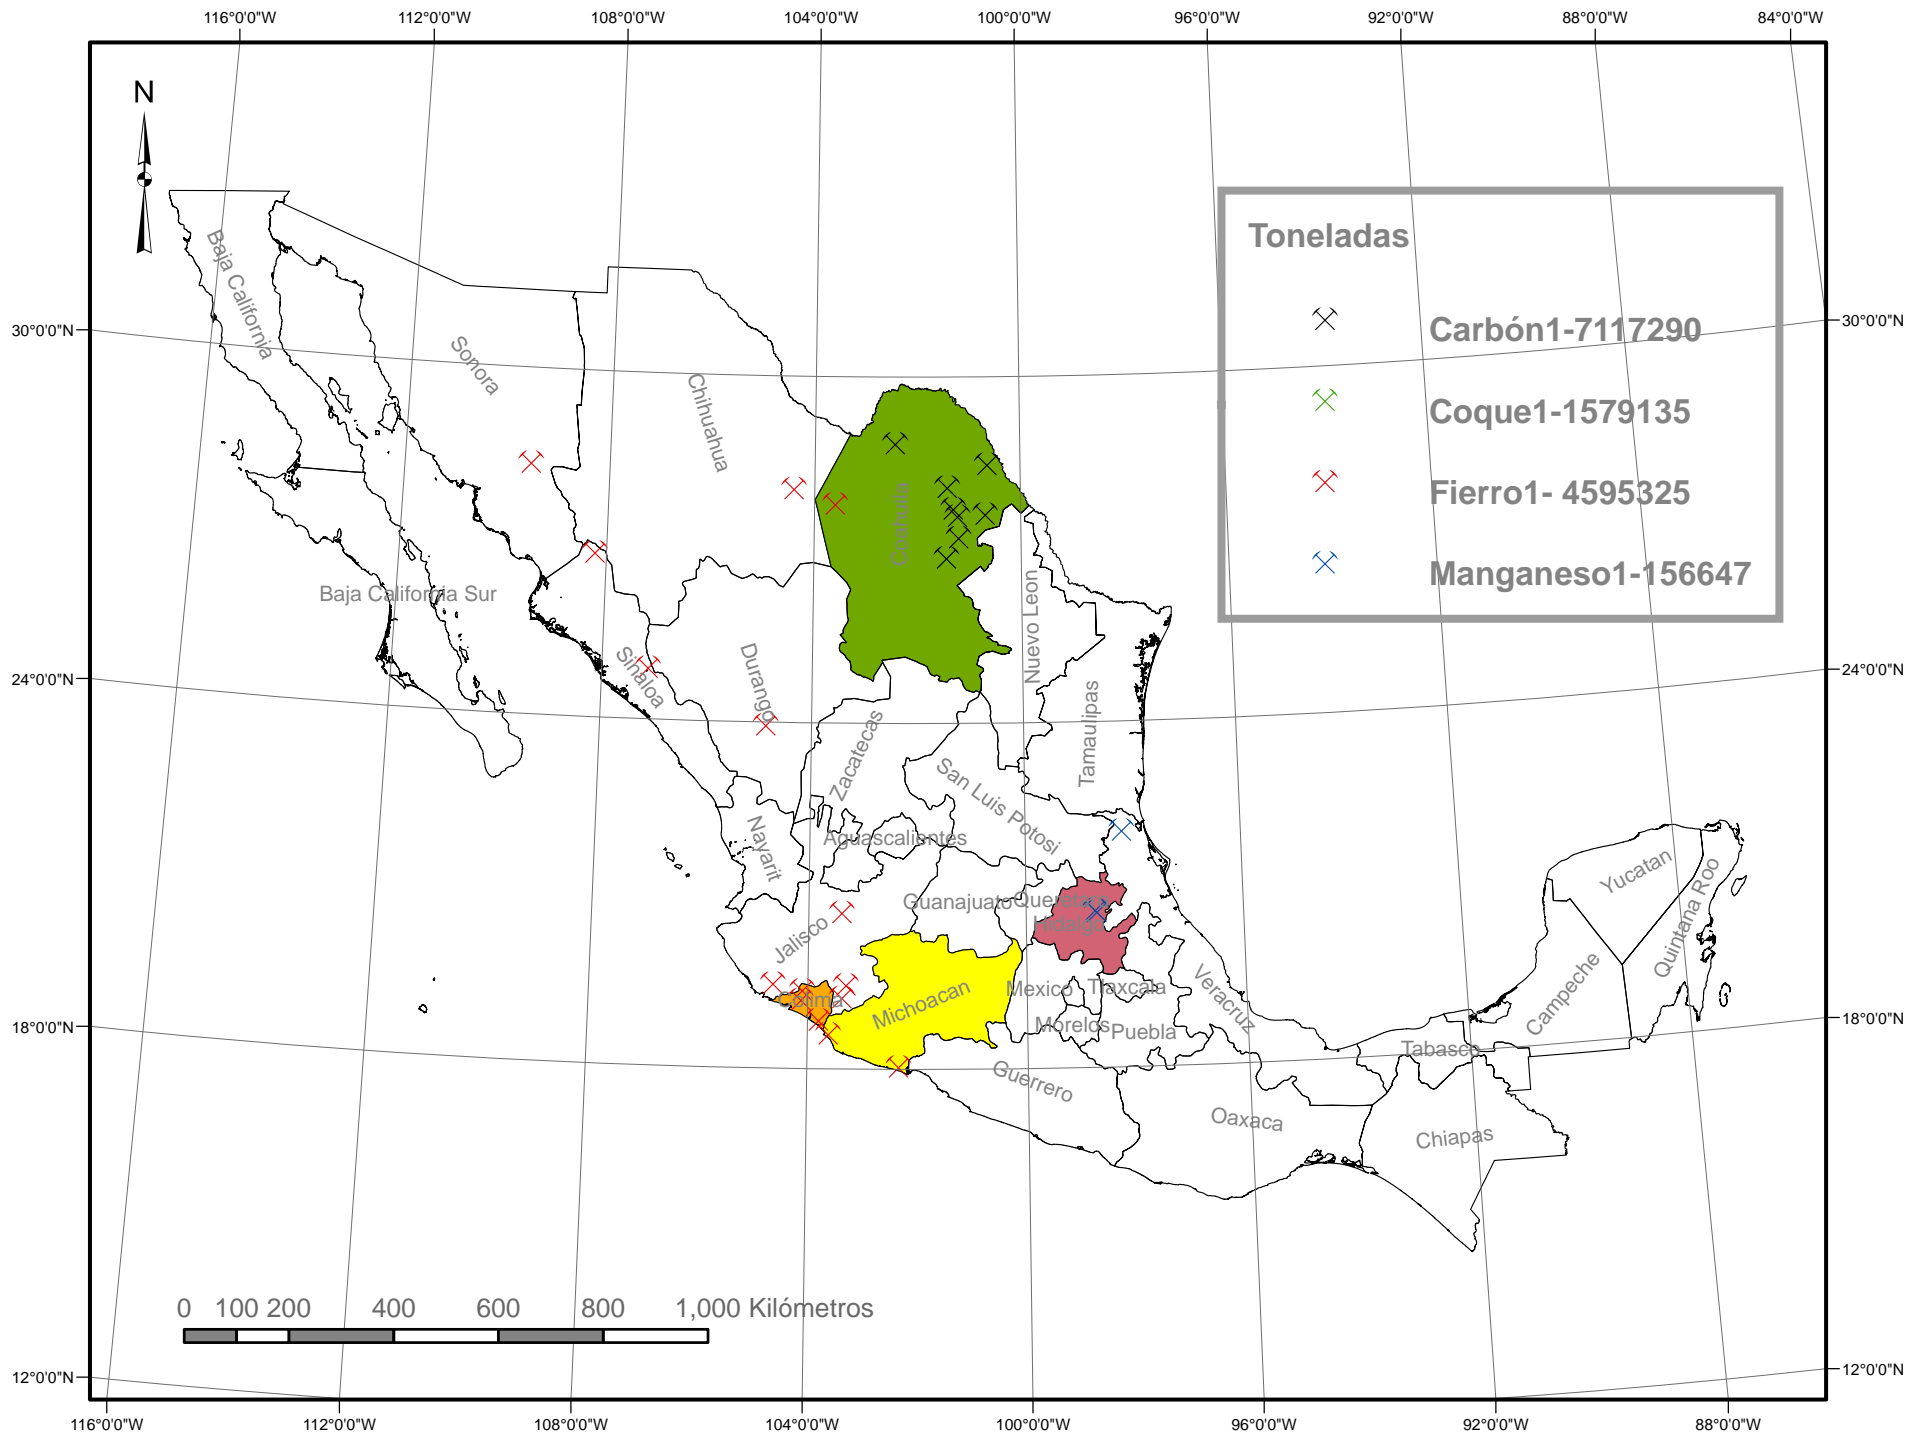 116°0'0"W 112°0'0"W 108°0'0"W 104°0'0"W 100°0'0"W 96°0'0"W 92°0'0"W 88°0'0"W 84°0'0"W
N
Toneladas
Carbón1-7117290
Coque1-1579135
Fierro1- 4595325
Manganeso1-156647
30°0'0"N 30°0'0"N
24°0'0"N 24°0'0"N
18°0'0"N 18°0'0"N
12°0'0"N 12°0'0"N
Baja California
Sonora
Chihuahua
Coahuila
Baja California Sur
Nuevo Leon
Sinaloa
Durango
Tamaulipas
Zacatecas
San Luis Potosi
Nayarit
Aguascalientes
Guanajuato
Queretaro
Hidalgo
Jalisco
Colima
Michoacan
Mexico
Tlaxcala
Morelos
Puebla
Veracruz
Guerrero
Oaxaca
Tabasco
Chiapas
Campeche
Yucatan
Quintana Roo
0 100 200 400 600 800 1,000 Kilómetros
116°0'0"W 112°0'0"W 108°0'0"W 104°0'0"W 100°0'0"W 96°0'0"W 92°0'0"W 88°0'0"W